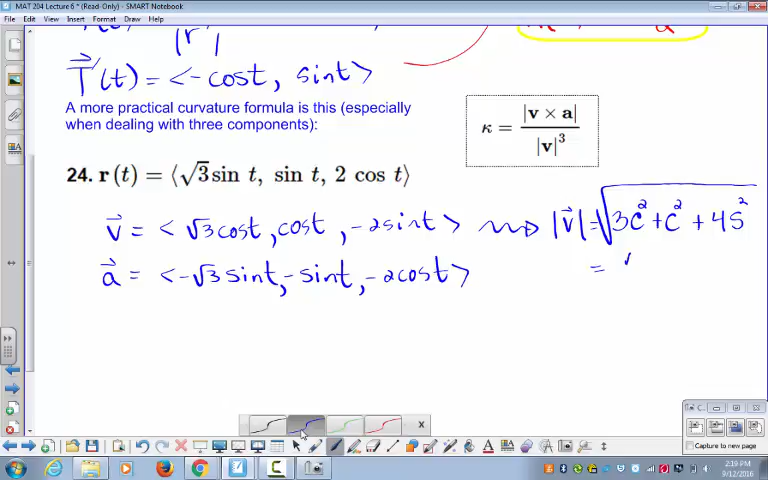 MAT 204 Lecture 6 * (Read-Only) — SMART Notebook
File Edit View Insert Format Draw Help
|r'|
T'(t) = <-cost, sint>
A more practical curvature formula is this (especially
when dealing with three components):
κ = |v × a| / |v|³
24. r(t) = ⟨√3 sin t, sin t, 2 cos t⟩
v = <√3cost, cost, -2sint> ⇝ |v| = √3c² + c² + 4s²
a = <-√3sint, -sint, -2cost> =
Capture to new page
2:19 PM
9/12/2016